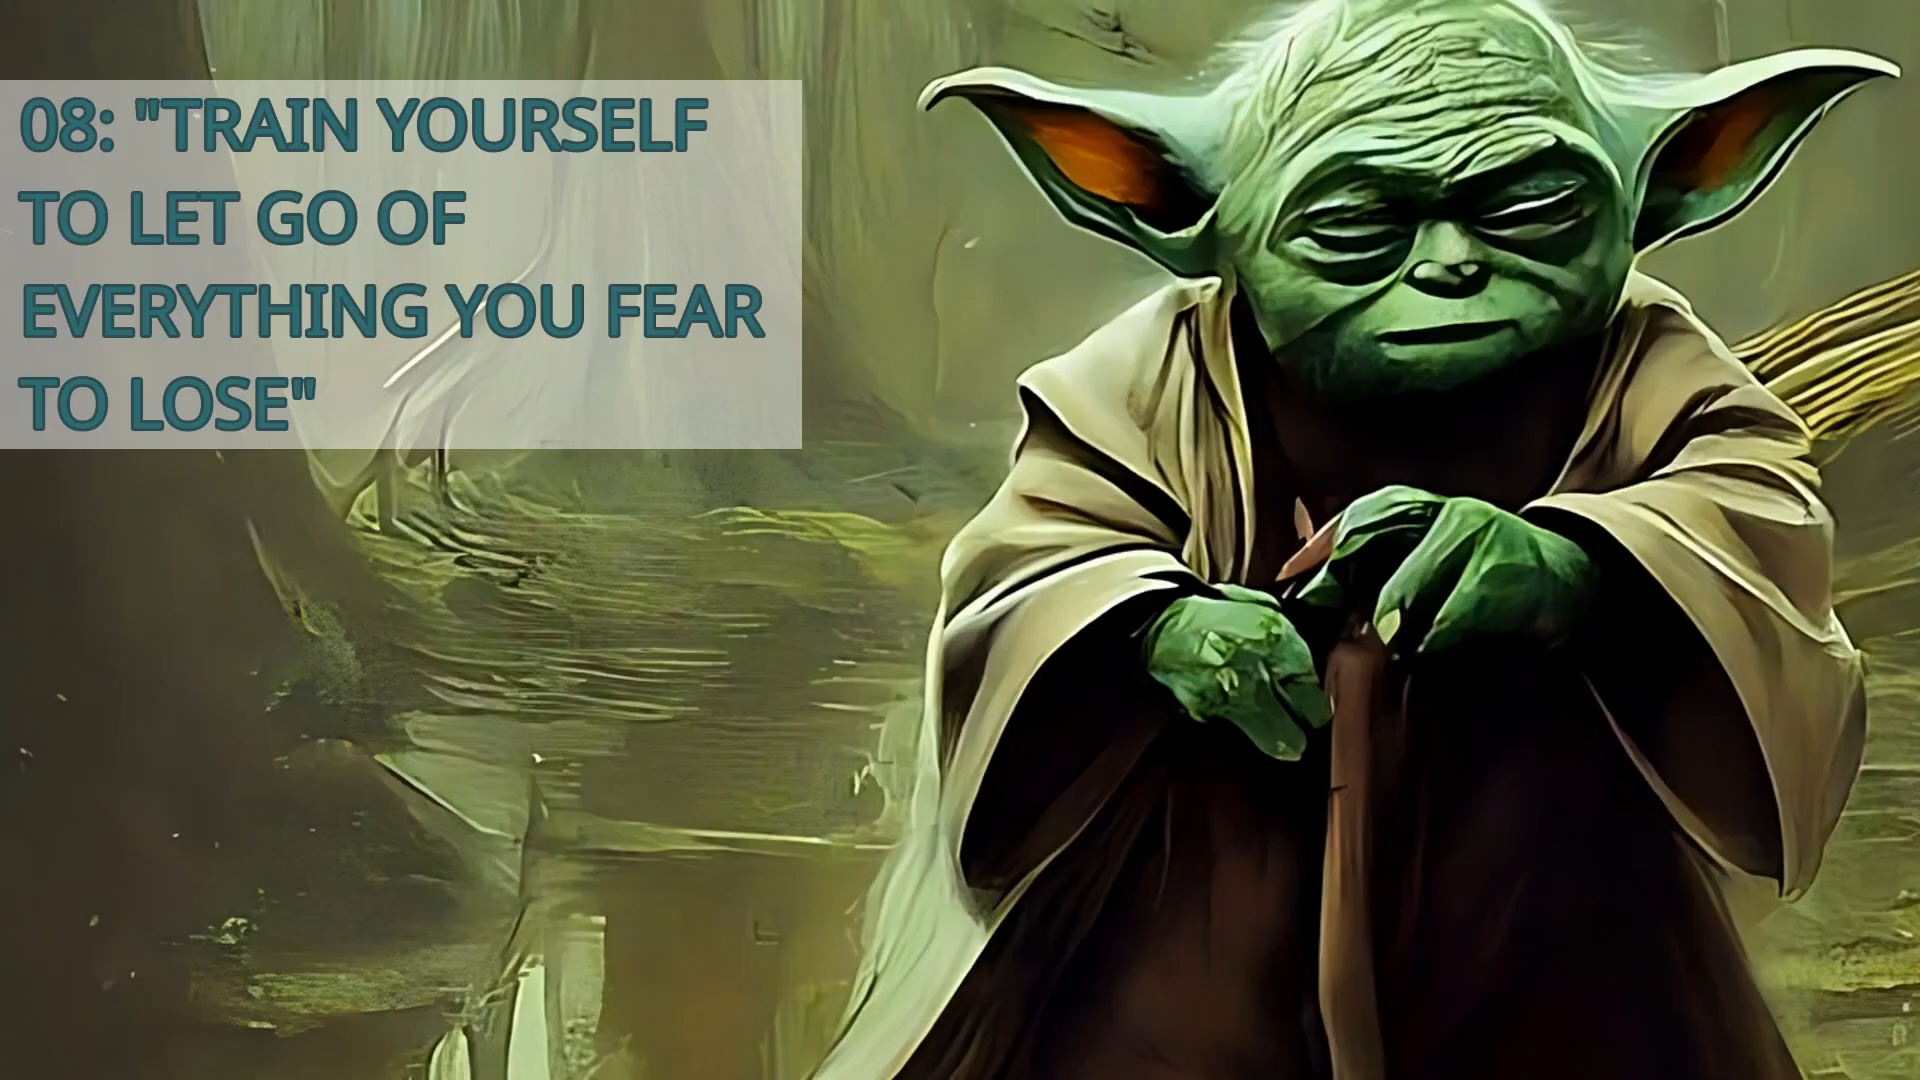 08: "TRAIN YOURSELF
TO LET GO OF
EVERYTHING YOU FEAR
TO LOSE"